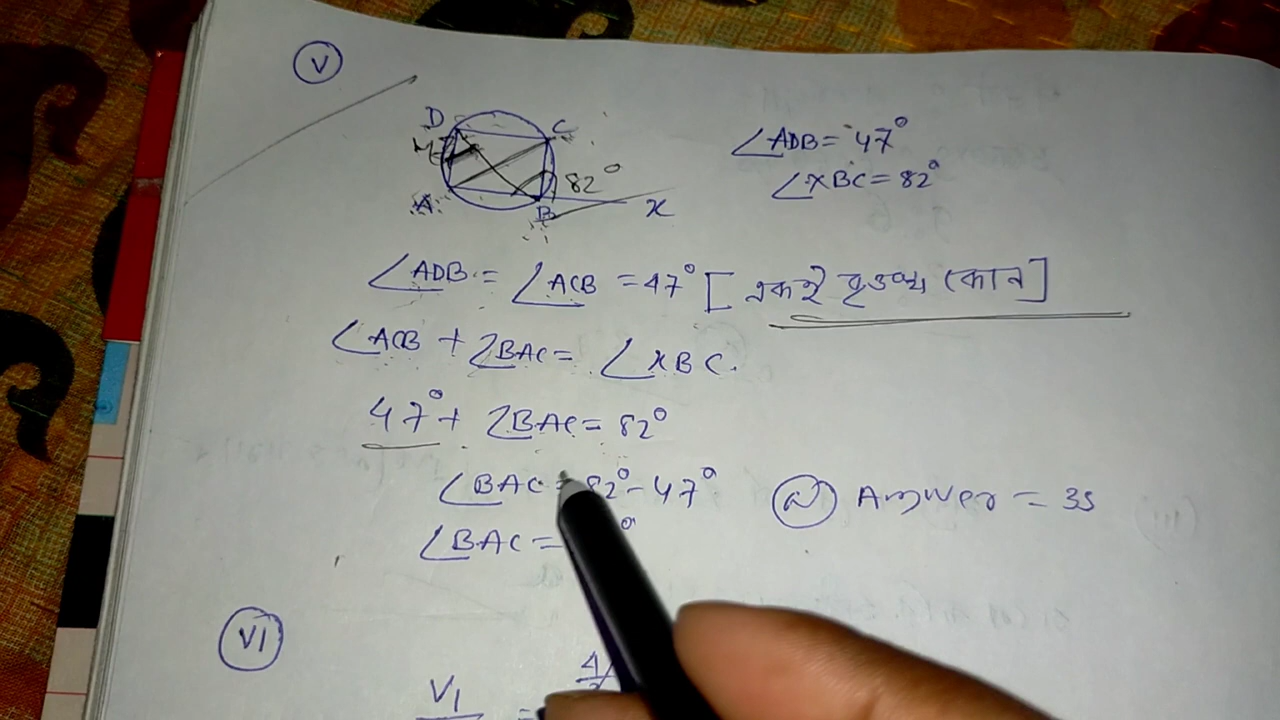 V
D C
M
A B x
82°
∠ADB = 47°
∠XBC = 82°
∠ADB = ∠ACB = 47° [ একই বৃত্তস্থ কোন ]
∠ACB + ∠BAC = ∠XBC.
47° + ∠BAC = 82°
∠BAC = 82° - 47°
Answer = 35
∠BAC =
VI
V1